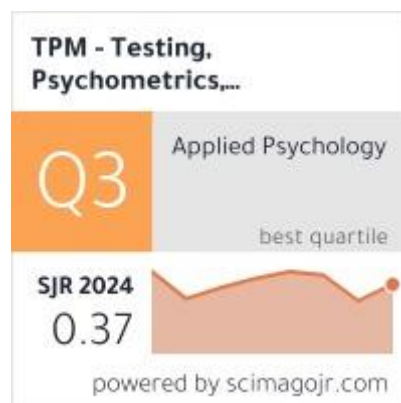 TPM - Testing,
Psychometrics,...
Q3
Applied Psychology
best quartile
SJR 2024
0.37
powered by scimagojr.com